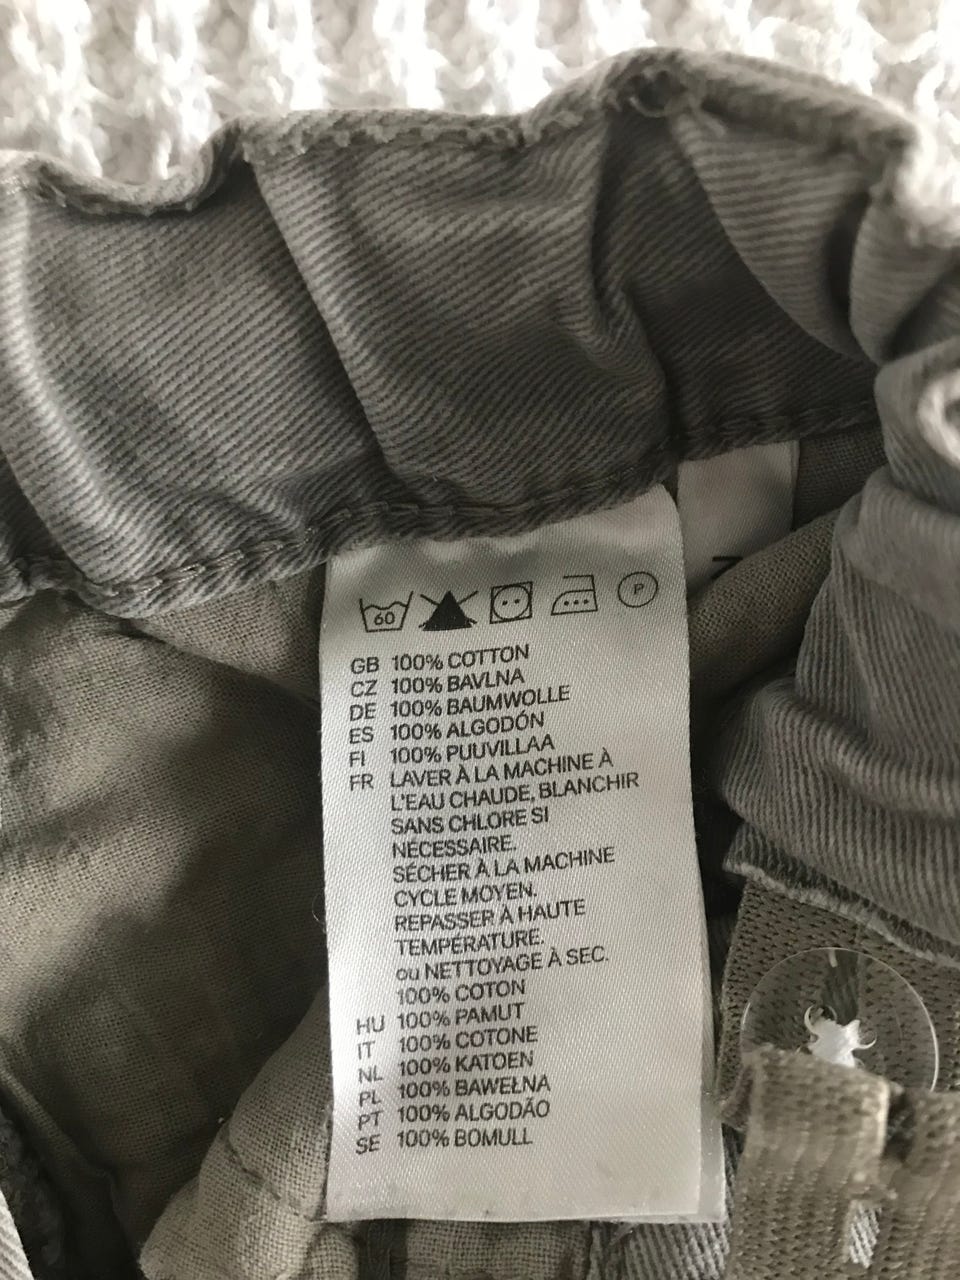 60 P
GB 100% COTTON
CZ 100% BAVLNA
DE 100% BAUMWOLLE
ES 100% ALGODÓN
FI 100% PUUVILLAA
FR LAVER À LA MACHINE À
L'EAU CHAUDE, BLANCHIR
SANS CHLORE SI
NÉCESSAIRE.
SÉCHER À LA MACHINE
CYCLE MOYEN.
REPASSER À HAUTE
TEMPÉRATURE.
ou NETTOYAGE À SEC.
100% COTON
HU 100% PAMUT
IT 100% COTONE
NL 100% KATOEN
PL 100% BAWEŁNA
PT 100% ALGODÃO
SE 100% BOMULL